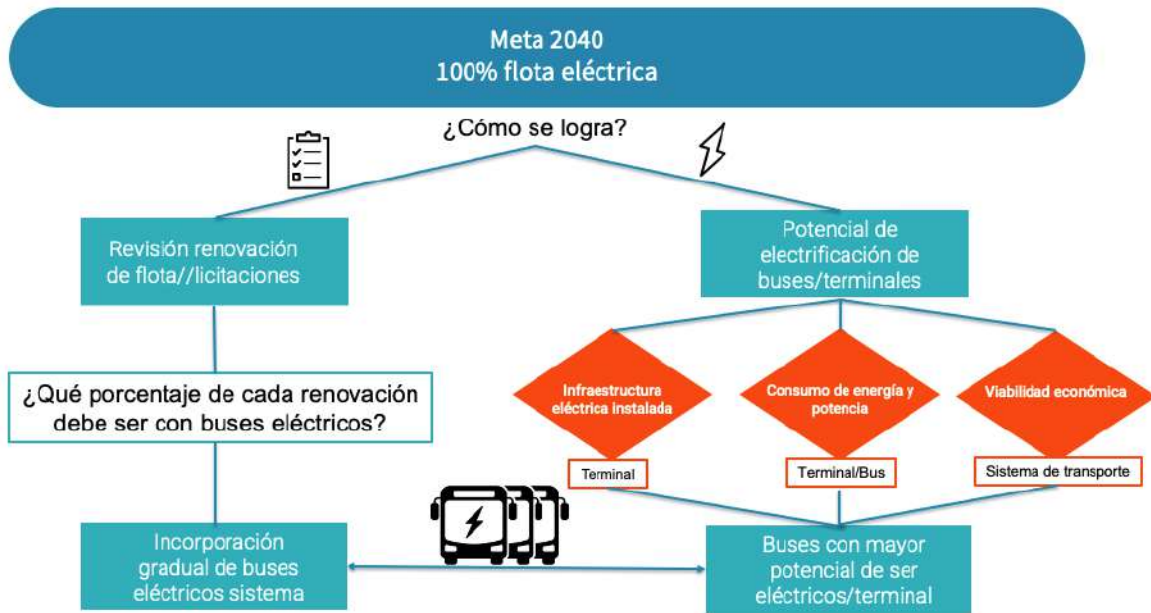 Meta 2040
100% flota eléctrica
¿Cómo se logra?
Revisión renovación
de flota//licitaciones
Potencial de
electrificación de
buses/terminales
¿Qué porcentaje de cada renovación
debe ser con buses eléctricos?
Infraestructura
eléctrica instalada
Consumo de energía y
potencia
Viabilidad económica
Terminal
Terminal/Bus
Sistema de transporte
Incorporación
gradual de buses
eléctricos sistema
Buses con mayor
potencial de ser
eléctricos/terminal